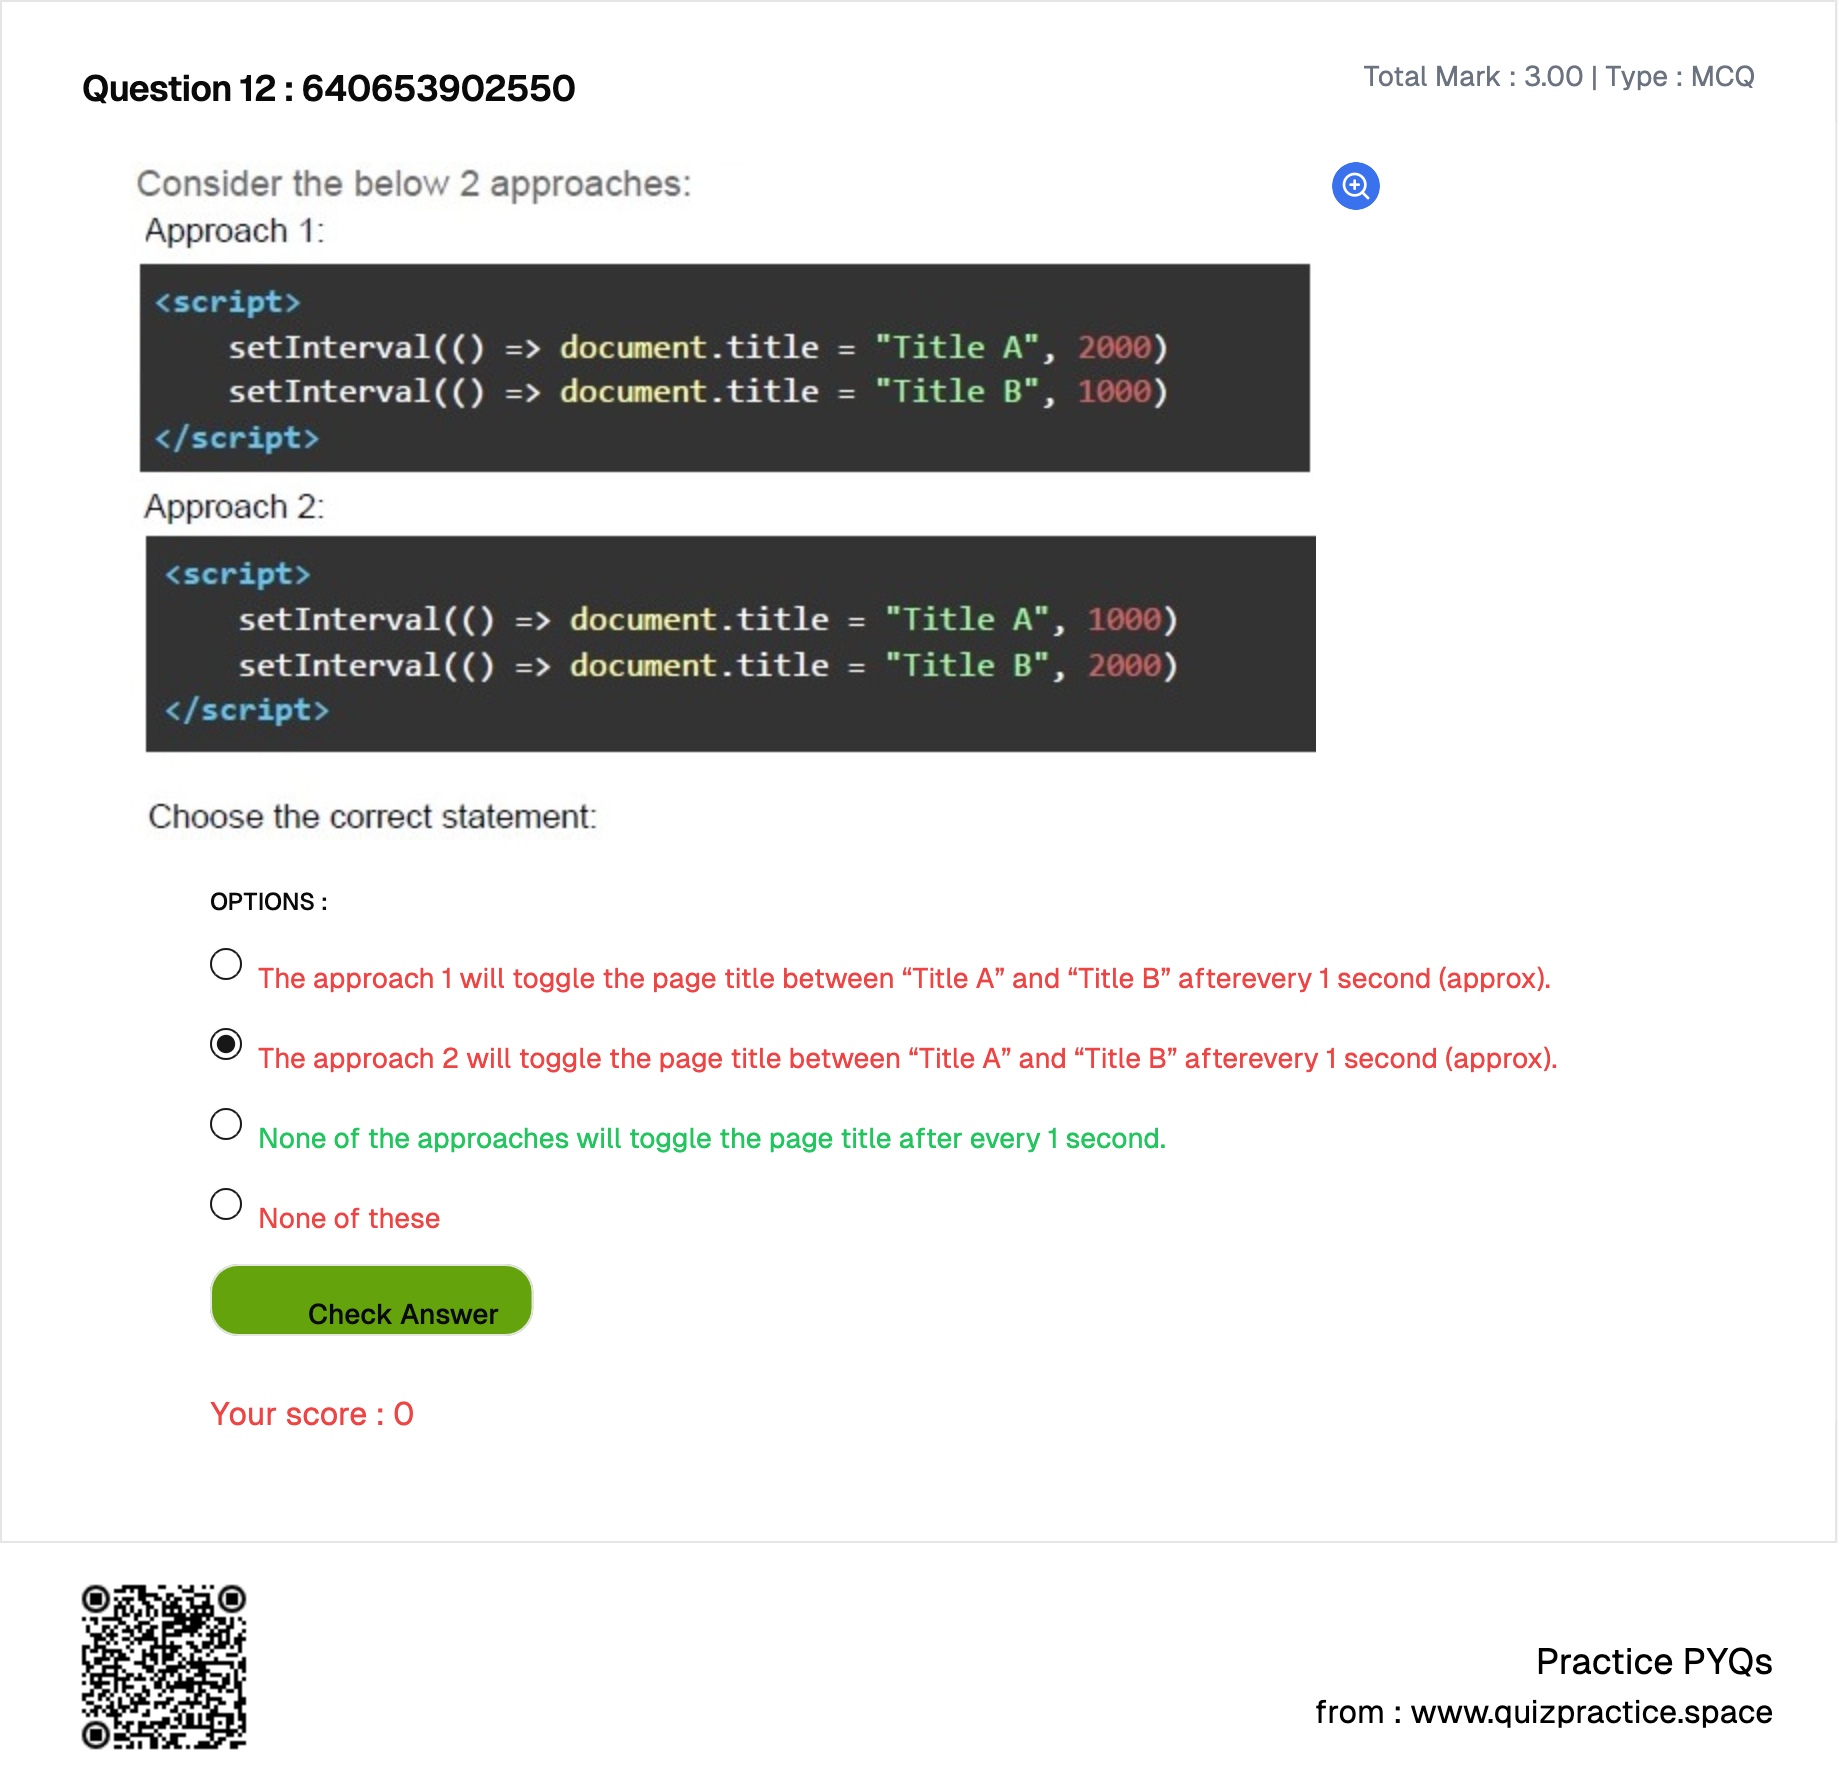 Question 12 : 640653902550
Total Mark : 3.00 | Type : MCQ
Consider the below 2 approaches:
Approach 1:
<script>
setInterval(() => document.title = "Title A", 2000)
setInterval(() => document.title = "Title B", 1000)
</script>
Approach 2:
<script>
setInterval(() => document.title = "Title A", 1000)
setInterval(() => document.title = "Title B", 2000)
</script>
Choose the correct statement:
OPTIONS :
The approach 1 will toggle the page title between “Title A” and “Title B” afterevery 1 second (approx).
The approach 2 will toggle the page title between “Title A” and “Title B” afterevery 1 second (approx).
None of the approaches will toggle the page title after every 1 second.
None of these
Check Answer
Your score : 0
Practice PYQs
from : www.quizpractice.space